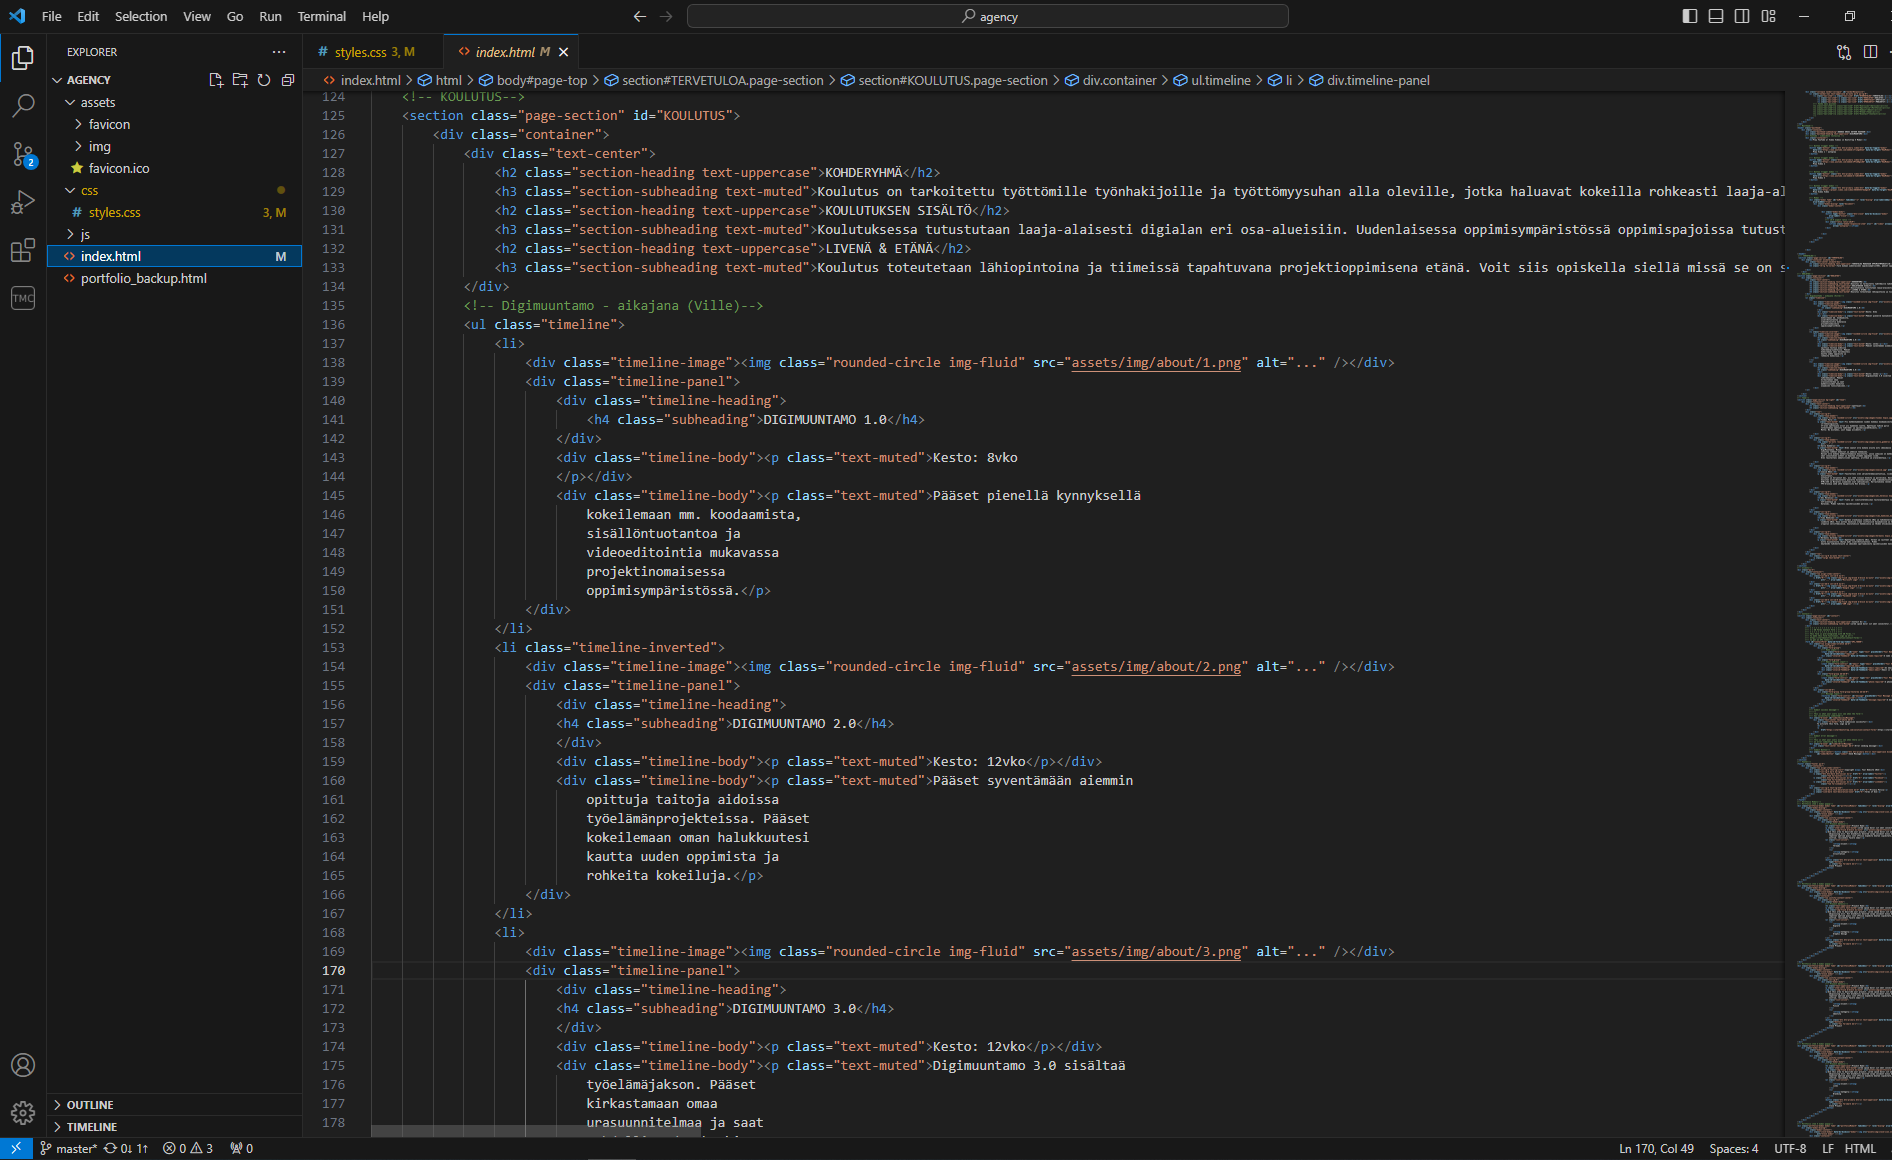 File Edit Selection View Go Run Terminal Help
agency
EXPLORER
AGENCY
assets
favicon
img
favicon.ico
css
styles.css 3, M
js
index.html M
portfolio_backup.html
OUTLINE
TIMELINE
# styles.css 3, M
<> index.html M
<> index.html > html > body#page-top > section#TERVETULOA.page-section > section#KOULUTUS.page-section > div.container > ul.timeline > li > div.timeline-panel
124 <!-- KOULUTUS-->
125 <section class="page-section" id="KOULUTUS">
126 <div class="container">
127 <div class="text-center">
128 <h2 class="section-heading text-uppercase">KOHDERYHMÄ</h2>
129 <h3 class="section-subheading text-muted">Koulutus on tarkoitettu työttömille työnhakijoille ja työttömyysuhan alla oleville, jotka haluavat kokeilla rohkeasti laaja-al
130 <h2 class="section-heading text-uppercase">KOULUTUKSEN SISÄLTÖ</h2>
131 <h3 class="section-subheading text-muted">Koulutuksessa tutustutaan laaja-alaisesti digialan eri osa-alueisiin. Uudenlaisessa oppimisympäristössä oppimispajoissa tutust
132 <h2 class="section-heading text-uppercase">LIVENÄ & ETÄNÄ</h2>
133 <h3 class="section-subheading text-muted">Koulutus toteutetaan lähiopintoina ja tiimeissä tapahtuvana projektioppimisena etänä. Voit siis opiskella siellä missä se on s
134 </div>
135 <!-- Digimuuntamo - aikajana (Ville)-->
136 <ul class="timeline">
137 <li>
138 <div class="timeline-image"><img class="rounded-circle img-fluid" src="assets/img/about/1.png" alt="..." /></div>
139 <div class="timeline-panel">
140 <div class="timeline-heading">
141 <h4 class="subheading">DIGIMUUNTAMO 1.0</h4>
142 </div>
143 <div class="timeline-body"><p class="text-muted">Kesto: 8vko
144 </p></div>
145 <div class="timeline-body"><p class="text-muted">Pääset pienellä kynnyksellä
146 kokeilemaan mm. koodaamista,
147 sisällöntuotantoa ja
148 videoeditointia mukavassa
149 projektinomaisessa
150 oppimisympäristössä.</p>
151 </div>
152 </li>
153 <li class="timeline-inverted">
154 <div class="timeline-image"><img class="rounded-circle img-fluid" src="assets/img/about/2.png" alt="..." /></div>
155 <div class="timeline-panel">
156 <div class="timeline-heading">
157 <h4 class="subheading">DIGIMUUNTAMO 2.0</h4>
158 </div>
159 <div class="timeline-body"><p class="text-muted">Kesto: 12vko</p></div>
160 <div class="timeline-body"><p class="text-muted">Pääset syventämään aiemmin
161 opittuja taitoja aidoissa
162 työelämänprojekteissa. Pääset
163 kokeilemaan oman halukkuutesi
164 kautta uuden oppimista ja
165 rohkeita kokeiluja.</p>
166 </div>
167 </li>
168 <li>
169 <div class="timeline-image"><img class="rounded-circle img-fluid" src="assets/img/about/3.png" alt="..." /></div>
170 <div class="timeline-panel">
171 <div class="timeline-heading">
172 <h4 class="subheading">DIGIMUUNTAMO 3.0</h4>
173 </div>
174 <div class="timeline-body"><p class="text-muted">Kesto: 12vko</p></div>
175 <div class="timeline-body"><p class="text-muted">Digimuuntamo 3.0 sisältaä
176 työelämäjakson. Pääset
177 kirkastamaan omaa
178 urasuunnitelmaa ja saat
TMC
2
master* 0↓ 1↑ 0 3 0
Ln 170, Col 49 Spaces: 4 UTF-8 LF HTML